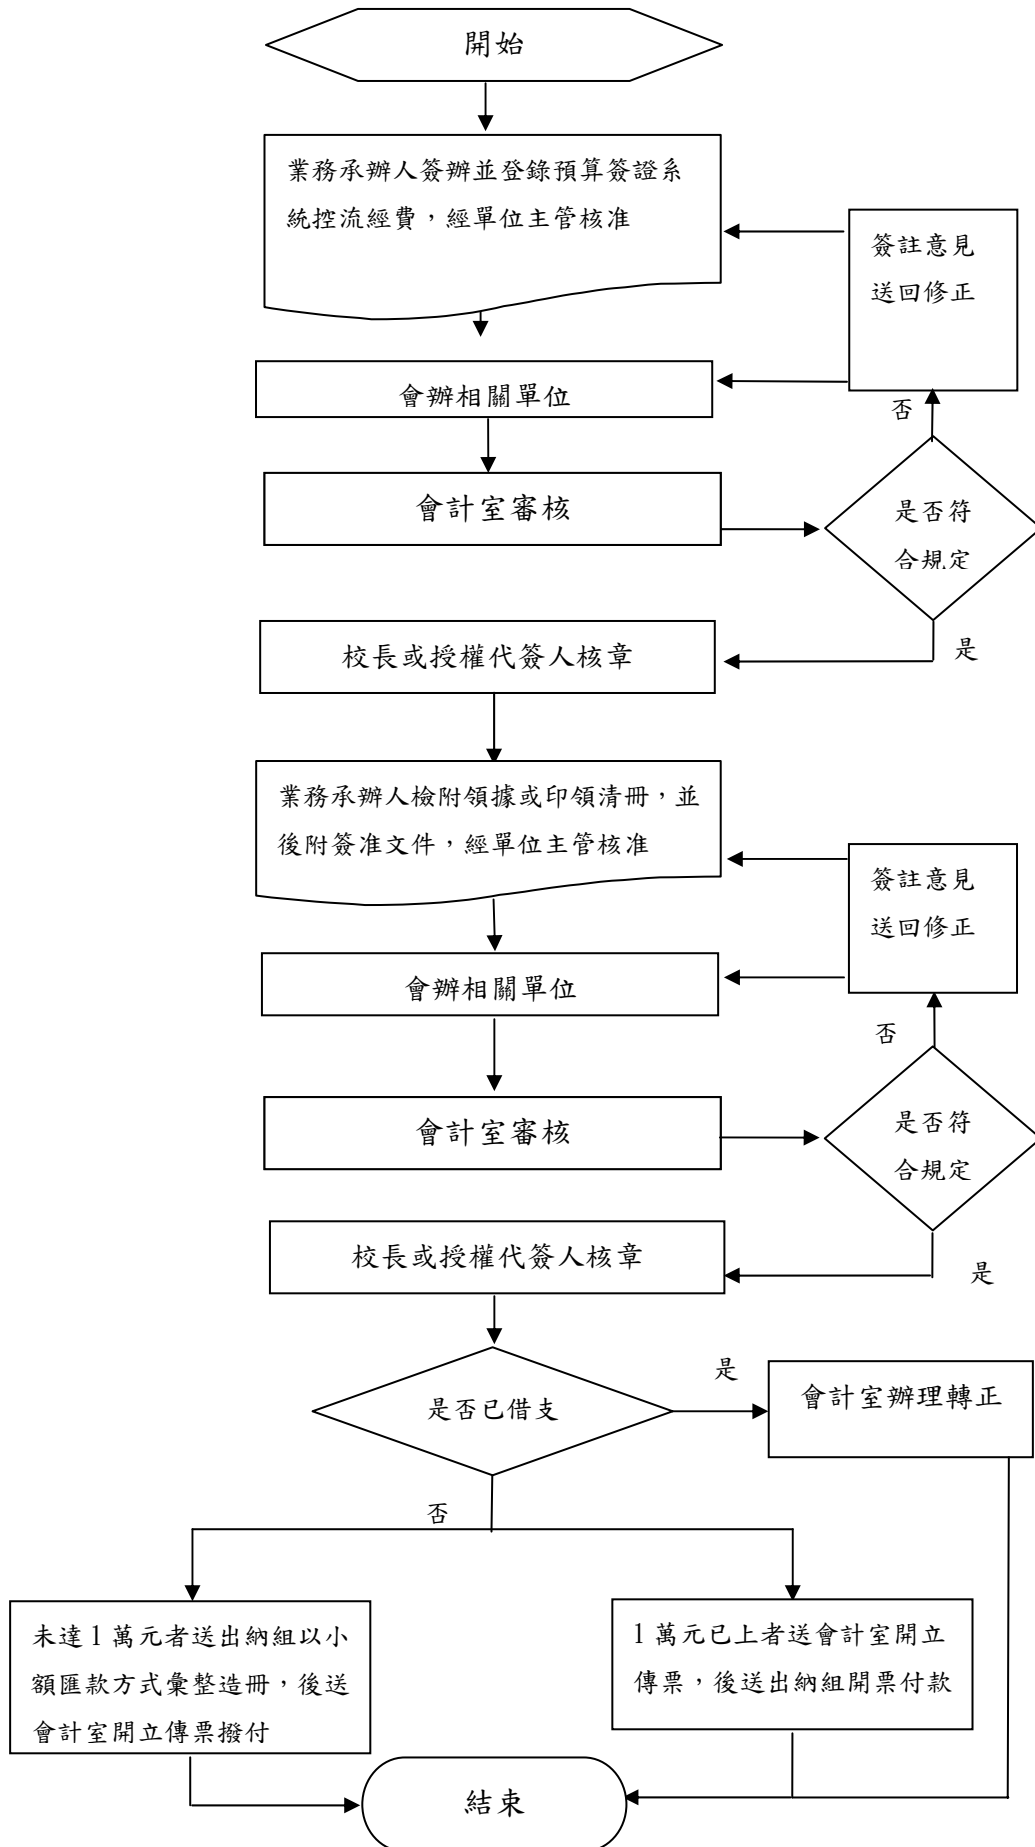 開始
業務承辦人簽辦並登錄預算簽證系
統控流經費，經單位主管核准
簽註意見
送回修正
會辦相關單位
否
會計室審核
是否符
合規定
校長或授權代簽人核章
是
業務承辦人檢附領據或印領清冊，並
後附簽准文件，經單位主管核准
簽註意見
送回修正
會辦相關單位
否
會計室審核
是否符
合規定
校長或授權代簽人核章
是
是否已借支
是
會計室辦理轉正
否
未達1萬元者送出納組以小
額匯款方式彙整造冊，後送
會計室開立傳票撥付
1萬元已上者送會計室開立
傳票，後送出納組開票付款
結束